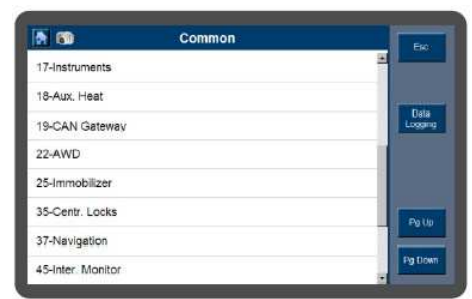 Common
Esc
17-Instruments
18-Aux. Heat
19-CAN Gateway
Data
Logging
22-AWD
25-Immobilizer
35-Centr. Locks
37-Navigation
Pg Up
45-Inter. Monitor
Pg Down